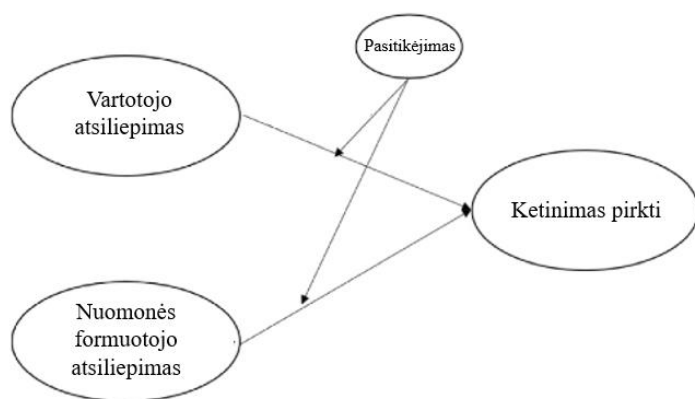 Pasitikėjimas
Vartotojo
atsiliepimas
Ketinimas pirkti
Nuomonės
formuotojo
atsiliepimas